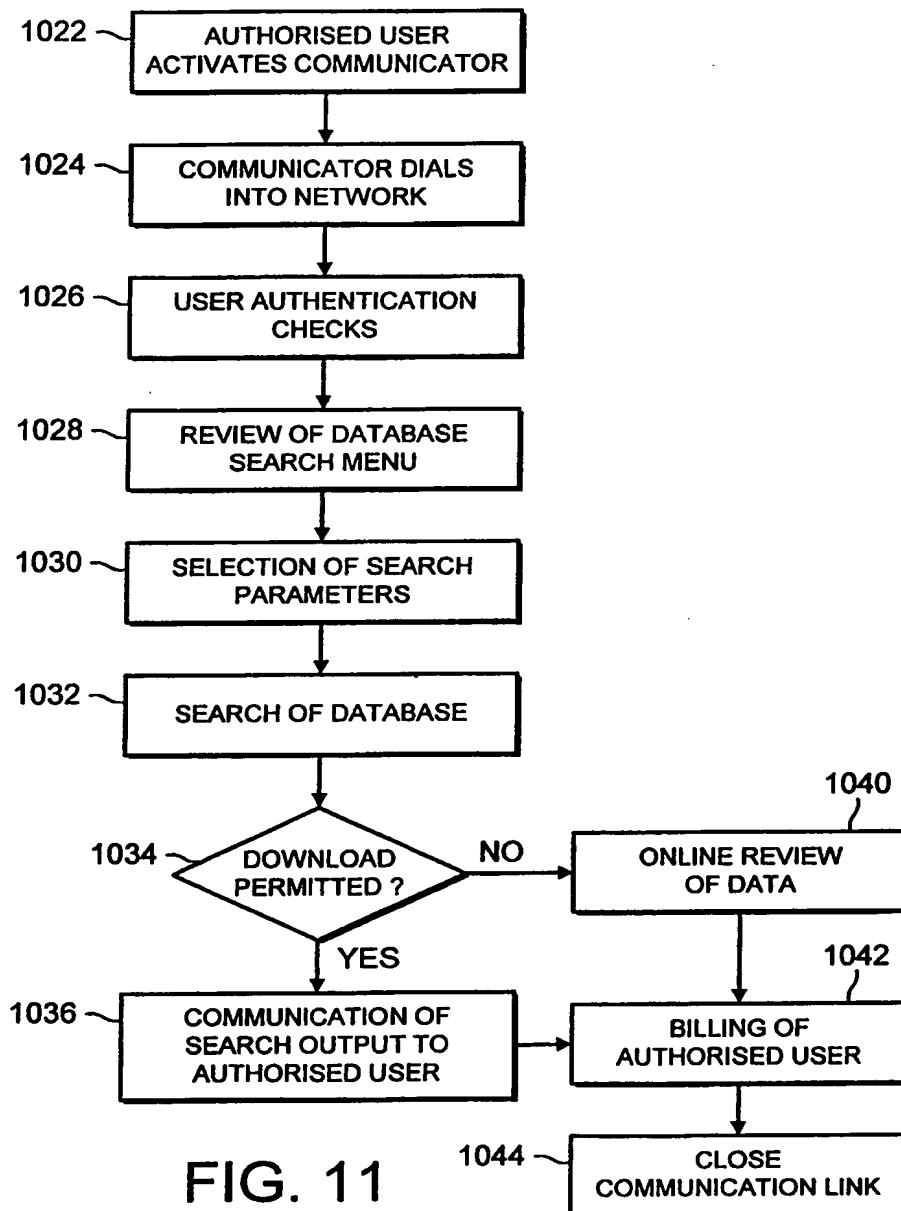 1022
AUTHORISED USER
ACTIVATES COMMUNICATOR
1024
COMMUNICATOR DIALS
INTO NETWORK
1026
USER AUTHENTICATION
CHECKS
1028
REVIEW OF DATABASE
SEARCH MENU
1030
SELECTION OF SEARCH
PARAMETERS
1032
SEARCH OF DATABASE
1034
DOWNLOAD
PERMITTED ?
NO
1040
ONLINE REVIEW
OF DATA
YES
1036
COMMUNICATION OF
SEARCH OUTPUT TO
AUTHORISED USER
1042
BILLING OF
AUTHORISED USER
1044
CLOSE
COMMUNICATION LINK
FIG. 11